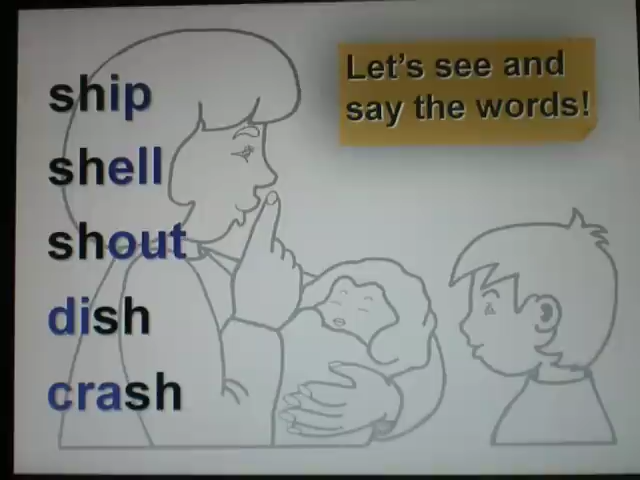 Let's see and
say the words!
ship
shell
shout
dish
crash